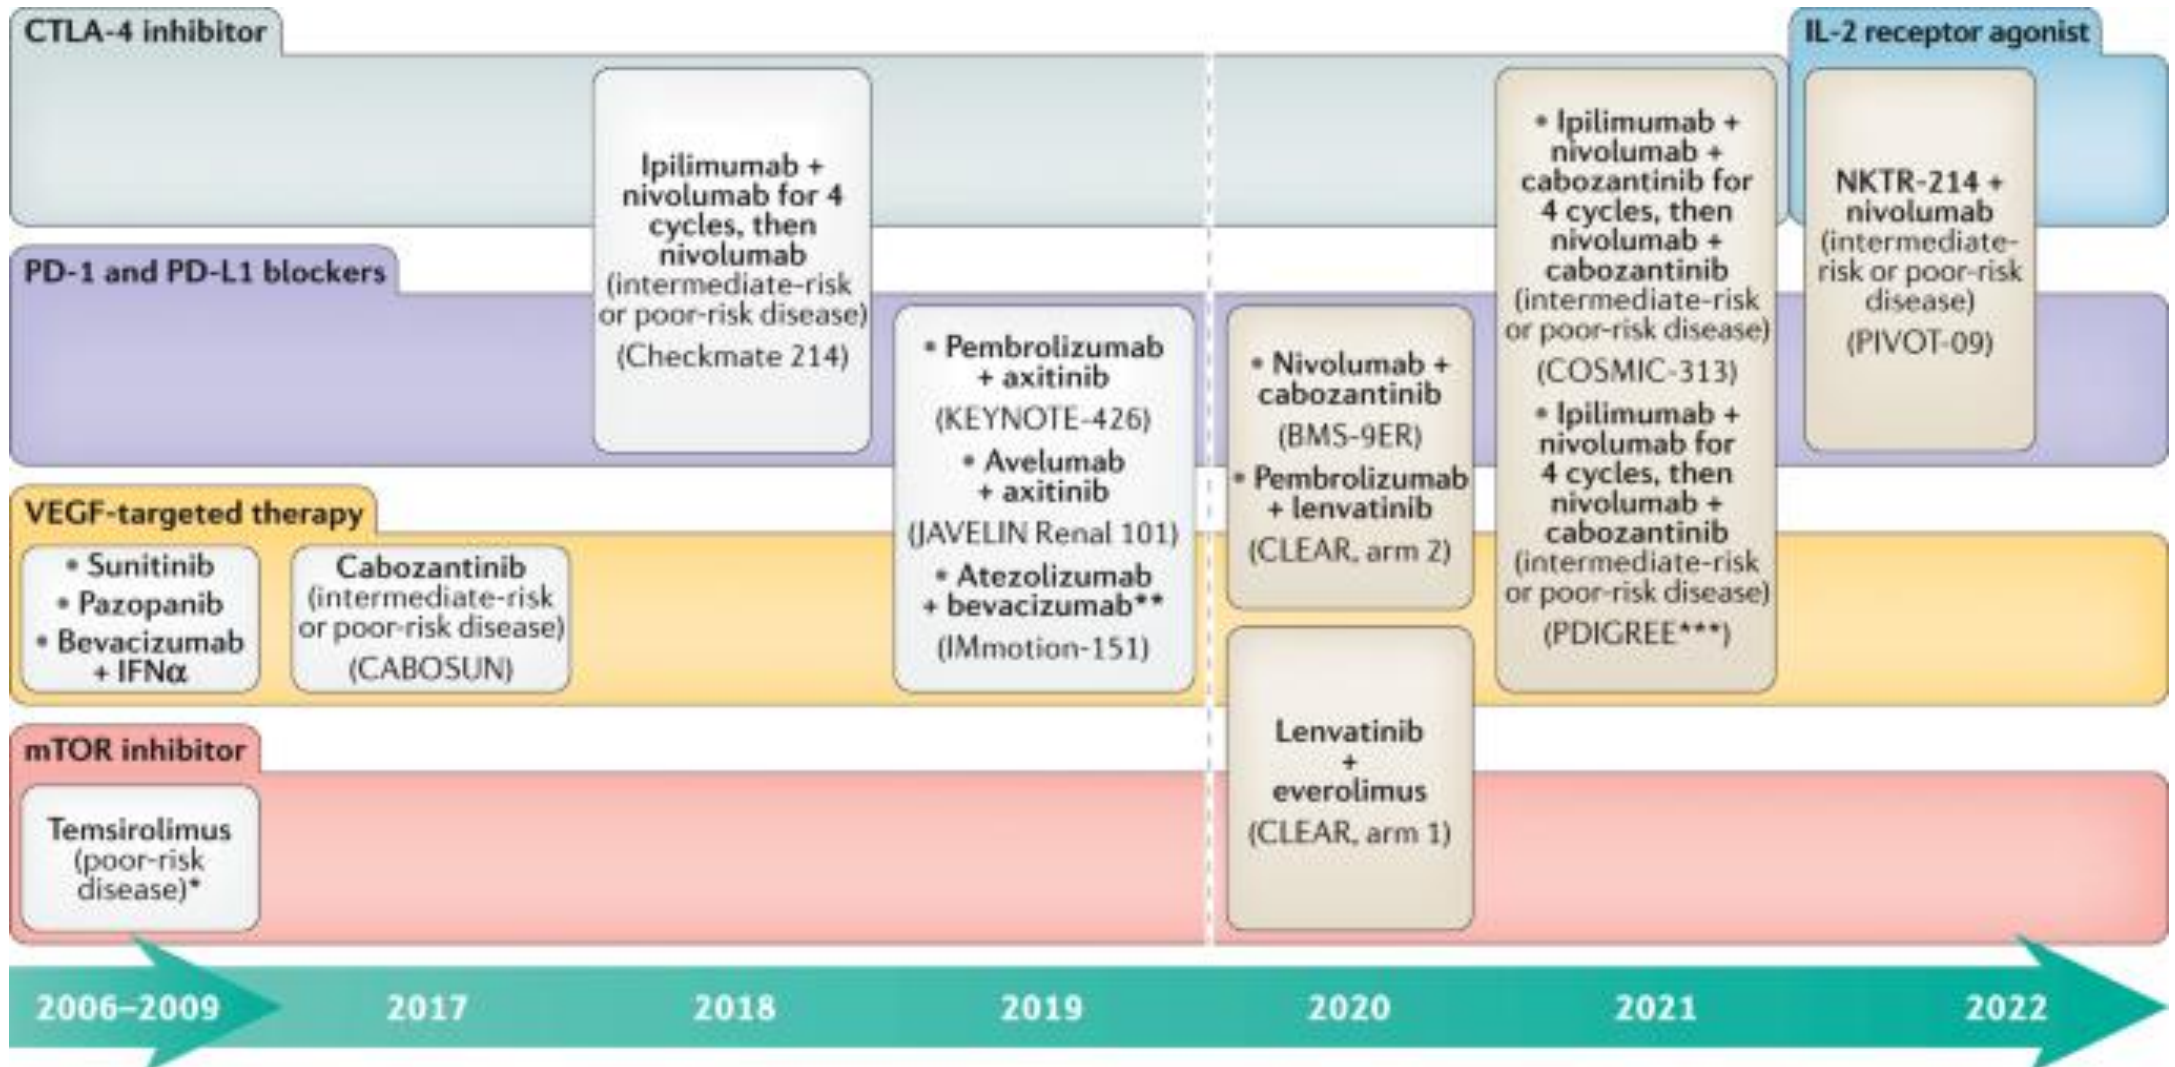 CTLA-4 inhibitor
IL-2 receptor agonist
Ipilimumab +
nivolumab for 4
cycles, then
nivolumab
(intermediate-risk
or poor-risk disease)
(Checkmate 214)
• Ipilimumab +
nivolumab +
cabozantinib for
4 cycles, then
nivolumab +
cabozantinib
(intermediate-risk
or poor-risk disease)
(COSMIC-313)
• Ipilimumab +
nivolumab for
4 cycles, then
nivolumab +
cabozantinib
(intermediate-risk
or poor-risk disease)
(PDIGREE***)
NKTR-214 +
nivolumab
(intermediate-
risk or poor-risk
disease)
(PIVOT-09)
PD-1 and PD-L1 blockers
• Pembrolizumab
+ axitinib
(KEYNOTE-426)
• Avelumab
+ axitinib
(JAVELIN Renal 101)
• Atezolizumab
+ bevacizumab**
(IMmotion-151)
• Nivolumab +
cabozantinib
(BMS-9ER)
• Pembrolizumab
+ lenvatinib
(CLEAR, arm 2)
VEGF-targeted therapy
• Sunitinib
• Pazopanib
• Bevacizumab
+ IFNα
Cabozantinib
(intermediate-risk
or poor-risk disease)
(CABOSUN)
Lenvatinib
+
everolimus
(CLEAR, arm 1)
mTOR inhibitor
Temsirolimus
(poor-risk
disease)*
2006–2009
2017
2018
2019
2020
2021
2022